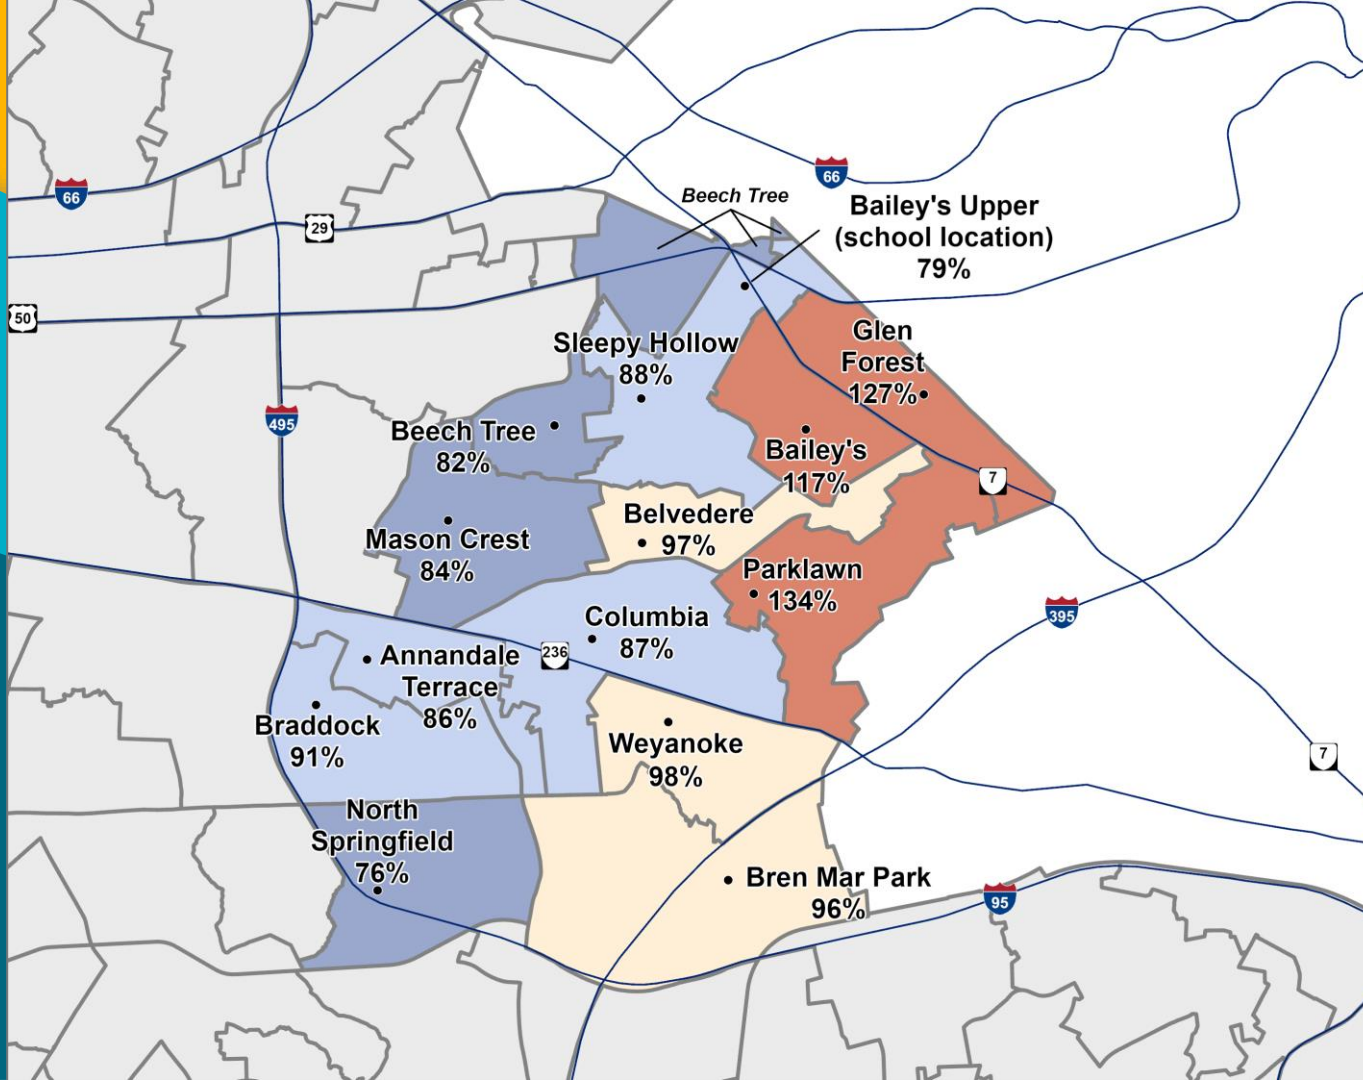 Beech Tree
66
66
Bailey's Upper
(school location)
79%
29
50
Glen
Forest
127%
Sleepy Hollow
88%
495
Beech Tree
82%
Bailey's
117%
7
Belvedere
97%
Mason Crest
84%
Parklawn
134%
395
Columbia
87%
236
Annandale
Terrace
86%
Braddock
91%
Weyanoke
98%
7
North
Springfield
76%
Bren Mar Park
96%
95